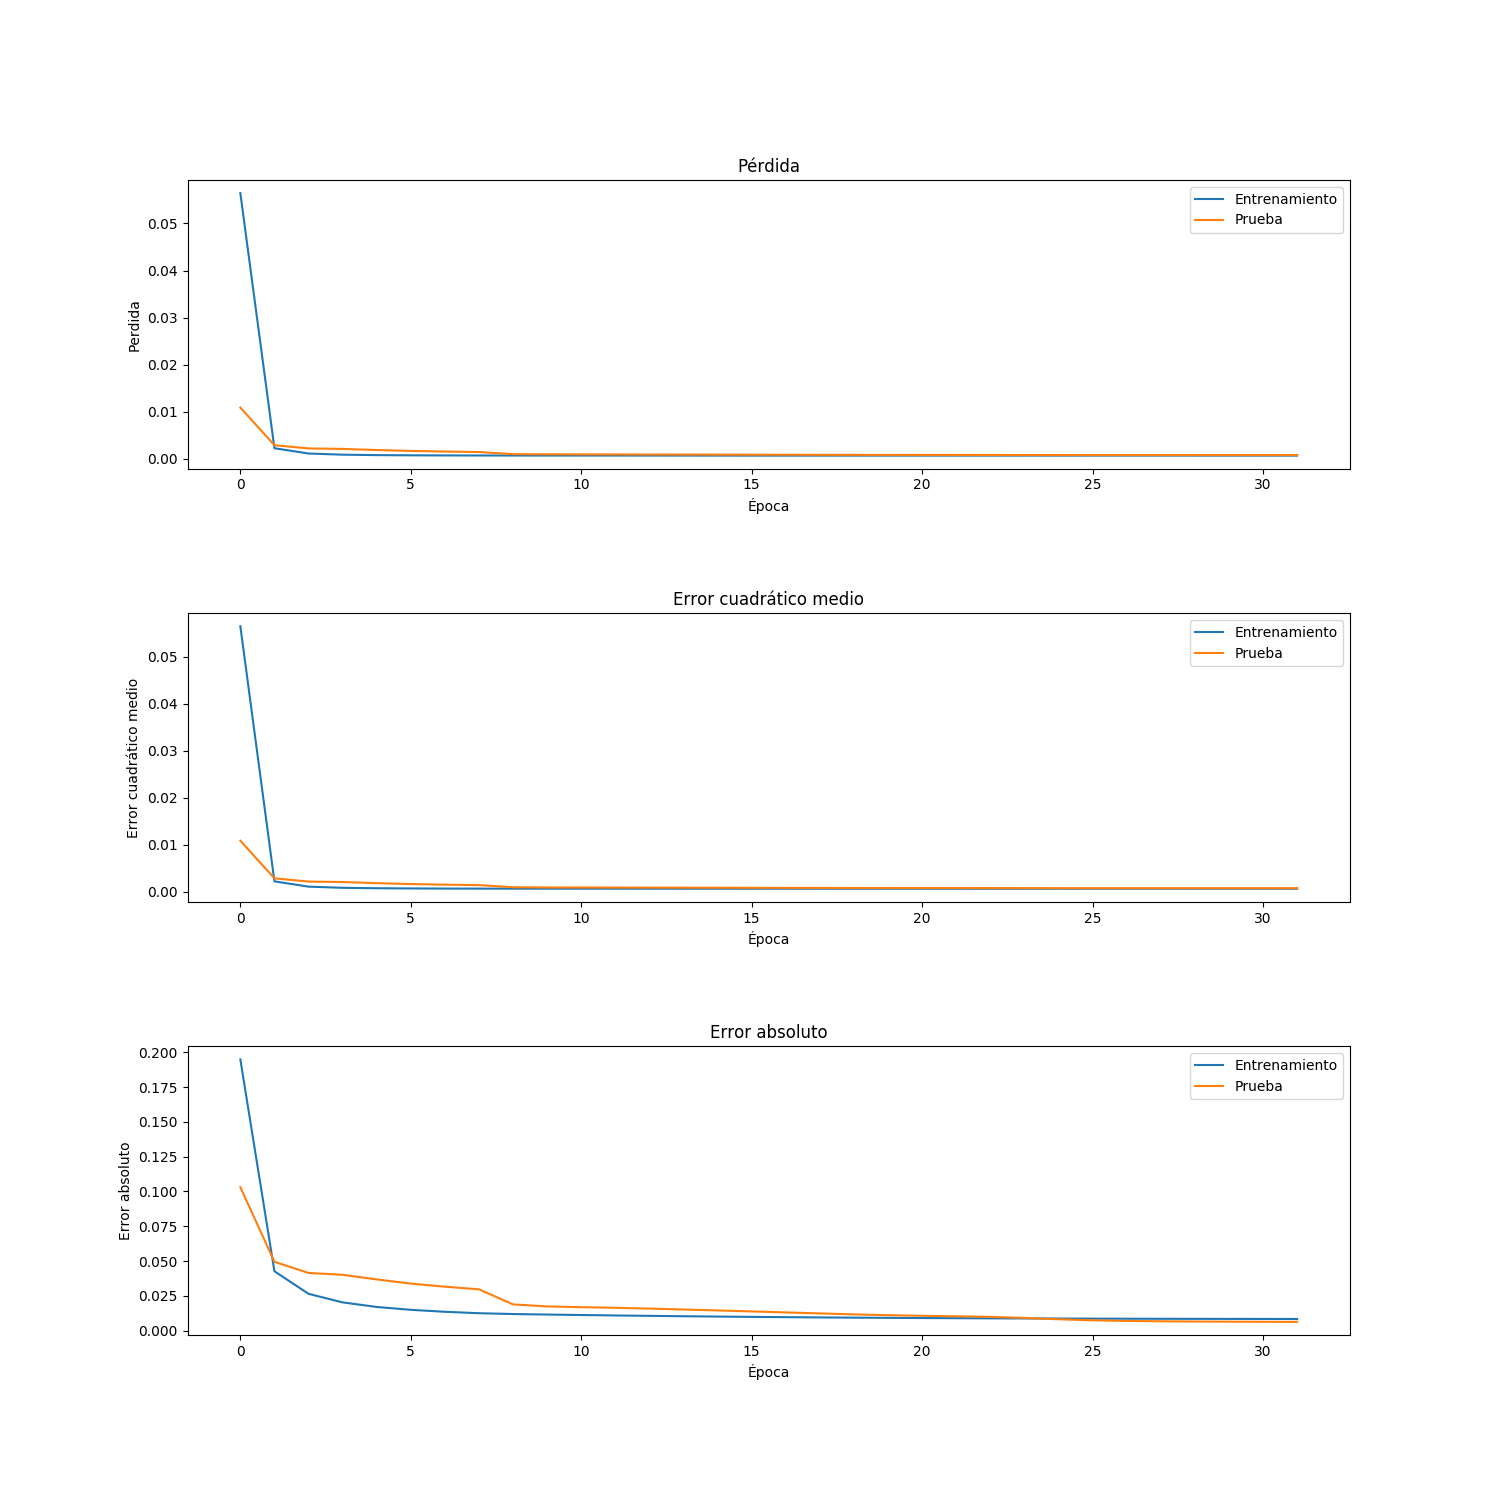 Pérdida
Entrenamiento
Prueba
0.05
0.04
0.03
0.02
0.01
0.00
Perdida
0 5 10 15 20 25 30
Época
Error cuadrático medio
Entrenamiento
Prueba
0.05
0.04
0.03
0.02
0.01
0.00
Error cuadrático medio
0 5 10 15 20 25 30
Época
Error absoluto
Entrenamiento
Prueba
0.200
0.175
0.150
0.125
0.100
0.075
0.050
0.025
0.000
Error absoluto
0 5 10 15 20 25 30
Época